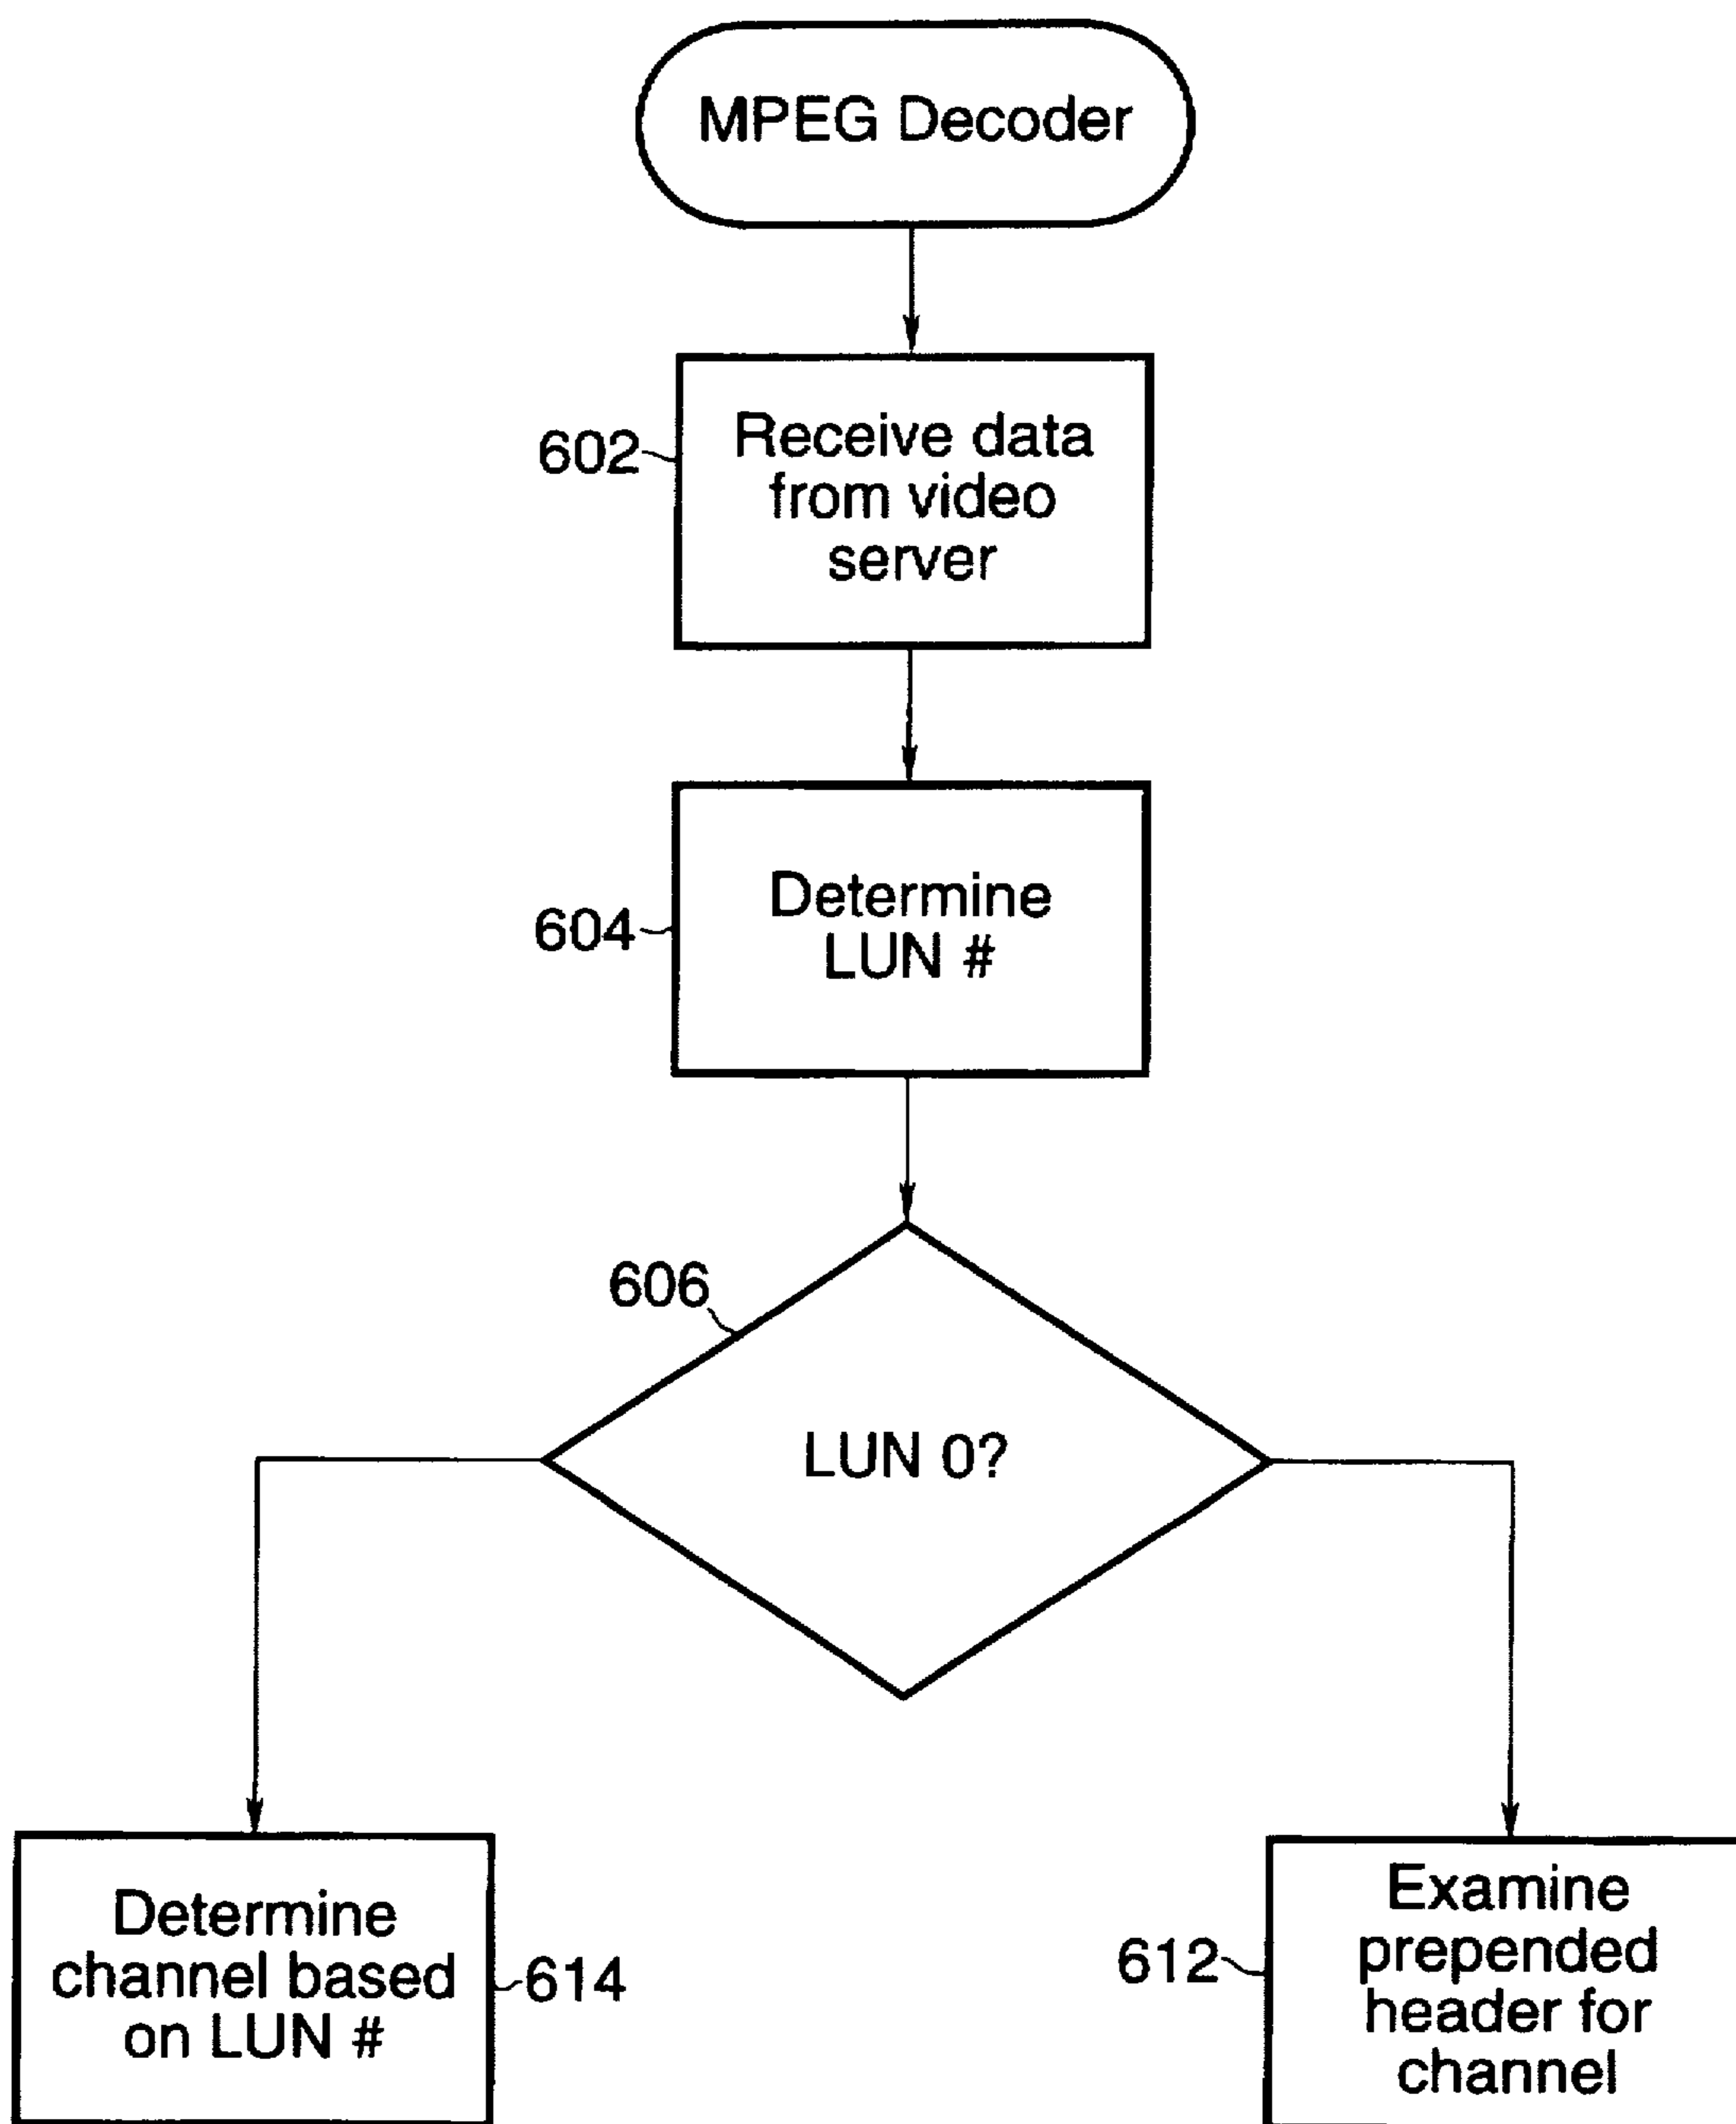 MPEG Decoder
602
Receive data
from video
server
604
Determine
LUN #
606
LUN 0?
Determine
channel based
on LUN #
614
612
Examine
prepended
header for
channel